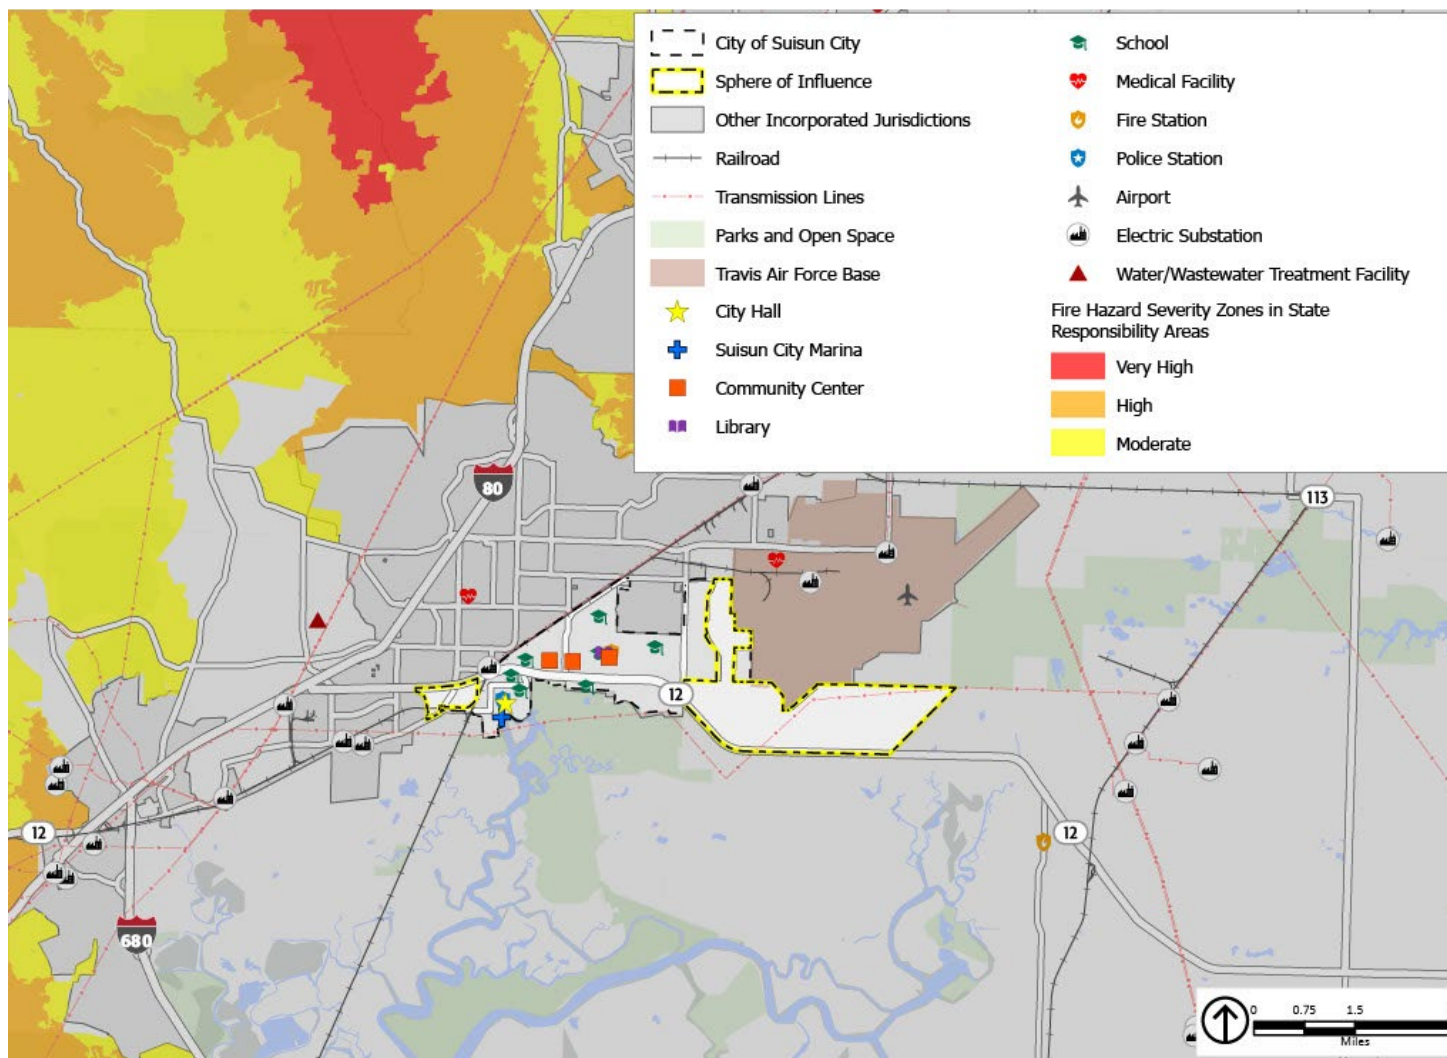 City of Suisun City
Sphere of Influence
Other Incorporated Jurisdictions
Railroad
Transmission Lines
Parks and Open Space
Travis Air Force Base
City Hall
Suisun City Marina
Community Center
Library
School
Medical Facility
Fire Station
Police Station
Airport
Electric Substation
Water/Wastewater Treatment Facility
Fire Hazard Severity Zones in State
Responsibility Areas
Very High
High
Moderate
80
113
12
12
12
680
0 0.75 1.5
Miles